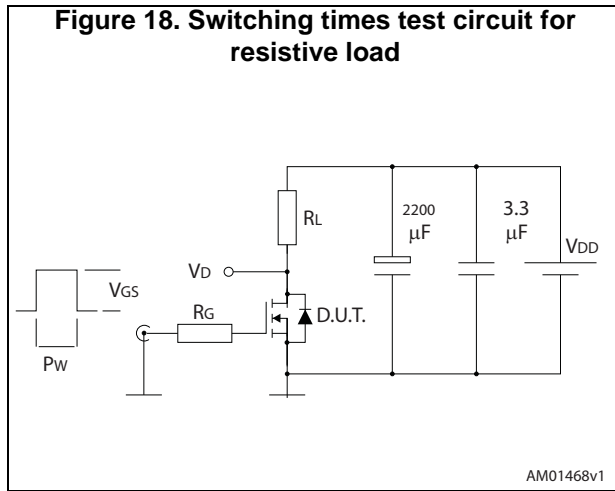 Figure 18. Switching times test circuit for
resistive load
RL
2200
μF
3.3
μF
VDD
VD
VGS
RG
D.U.T.
PW
AM01468v1